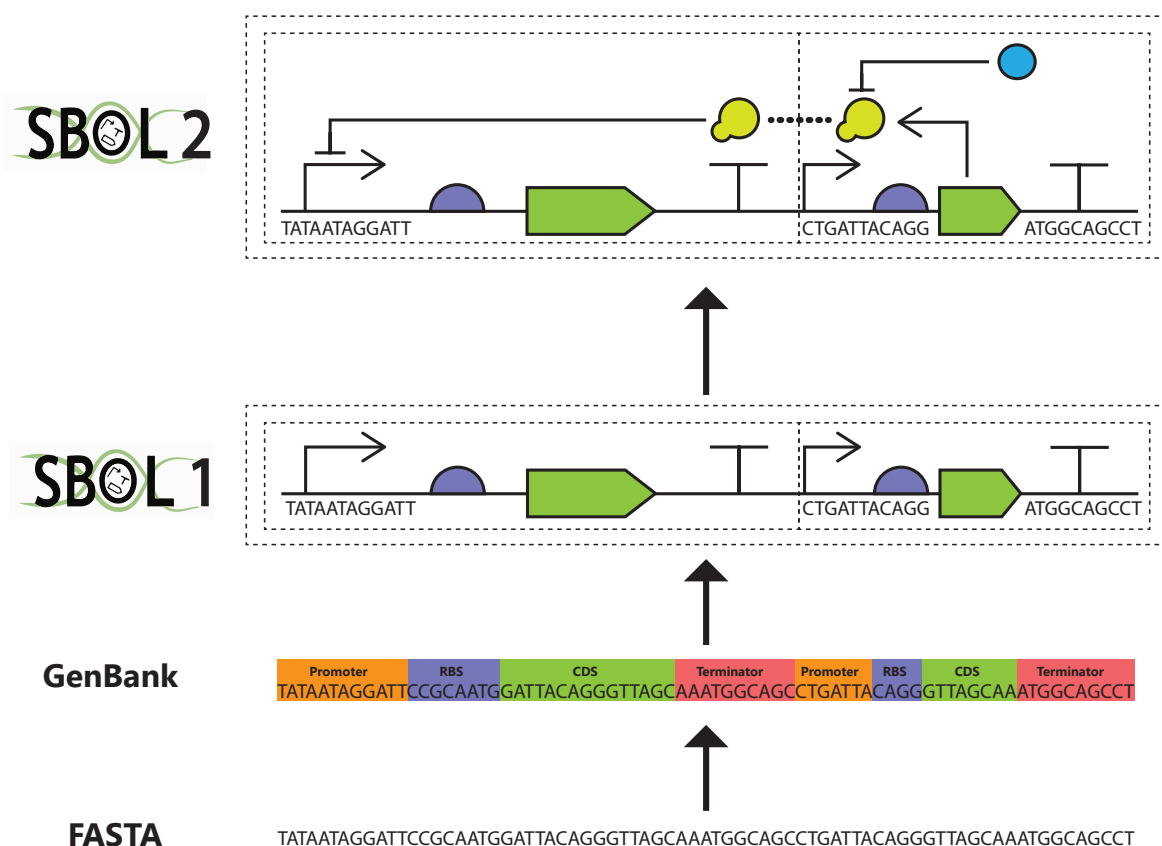 SBOL 2
TATAATAGGATT CTGATTACAGG ATGGCAGCCT
SBOL 1
TATAATAGGATT CTGATTACAGG ATGGCAGCCT
GenBank
Promoter RBS CDS Terminator Promoter RBS CDS Terminator
TATAATAGGATTCCGCAATGGATTACAGGGTTAGCAAATGGCAGCCTGATTACAGGGTTAGCAAATGGCAGCCT
FASTA
TATAATAGGATTCCGCAATGGATTACAGGGTTAGCAAATGGCAGCCTGATTACAGGGTTAGCAAATGGCAGCCT